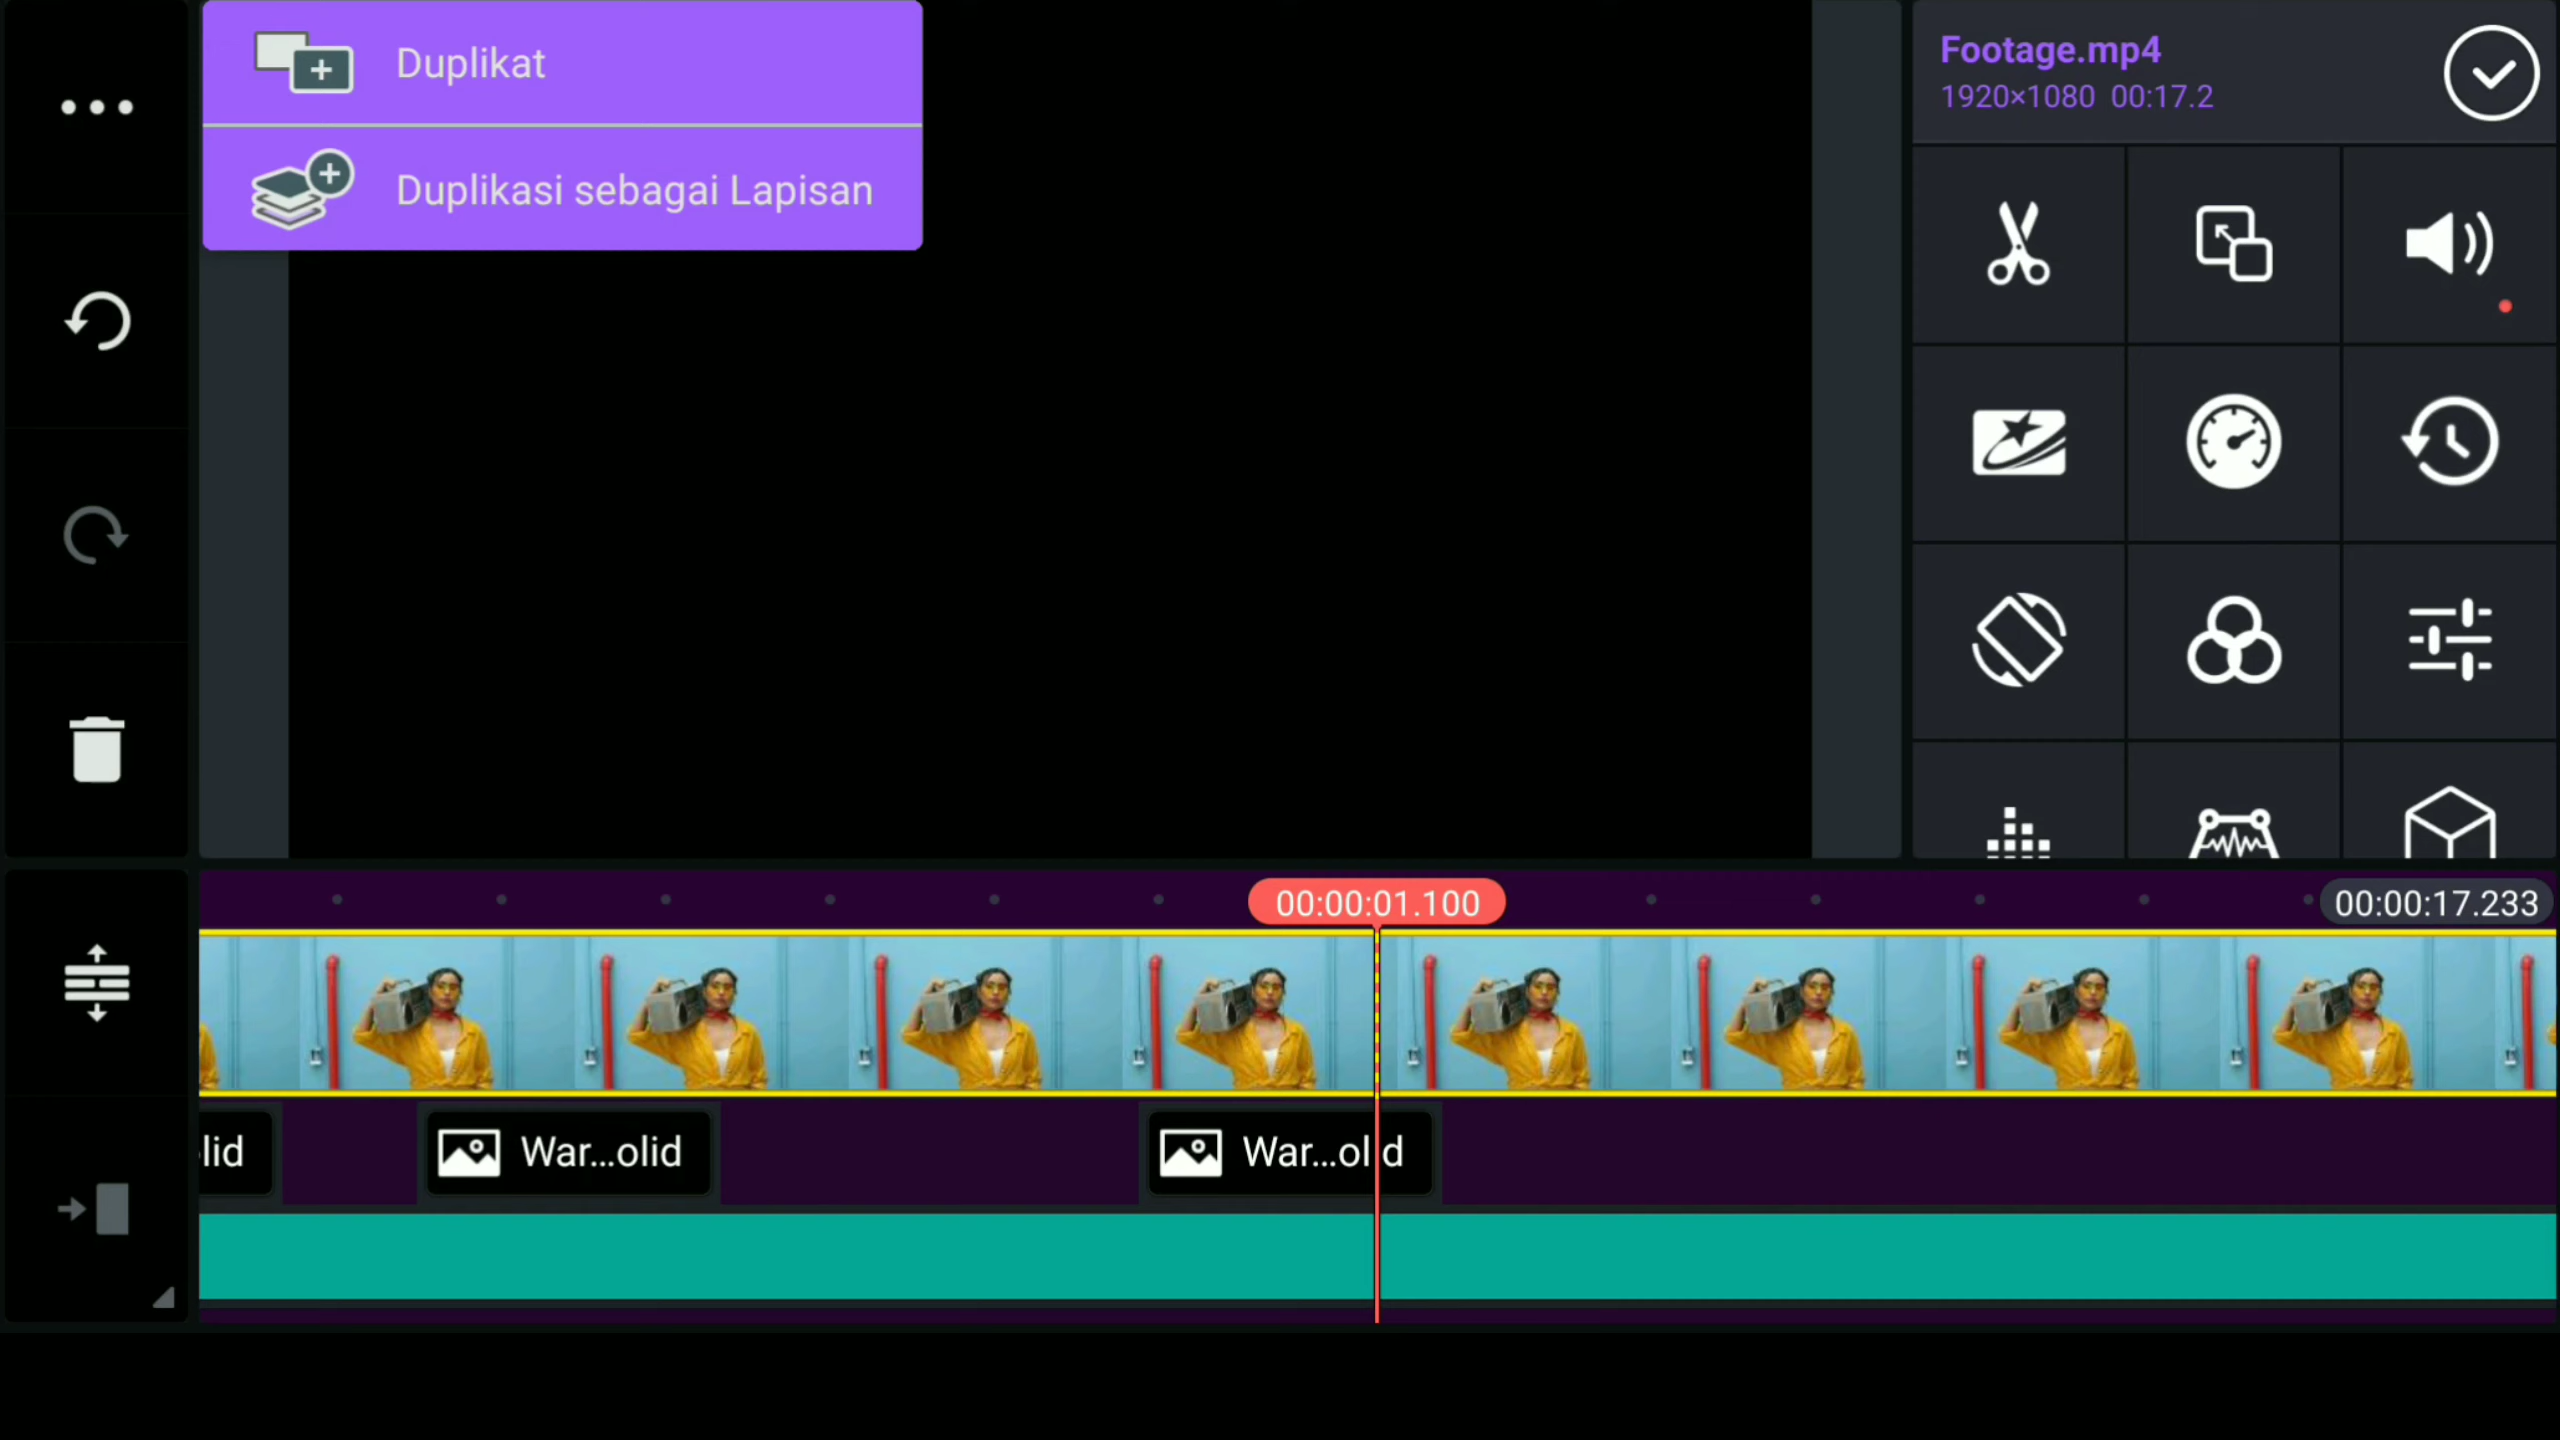 Duplikat
Duplikasi sebagai Lapisan
Footage.mp4
1920×1080 00:17.2
00:00:01.100
00:00:17.233
lid
War...olid
War...olid